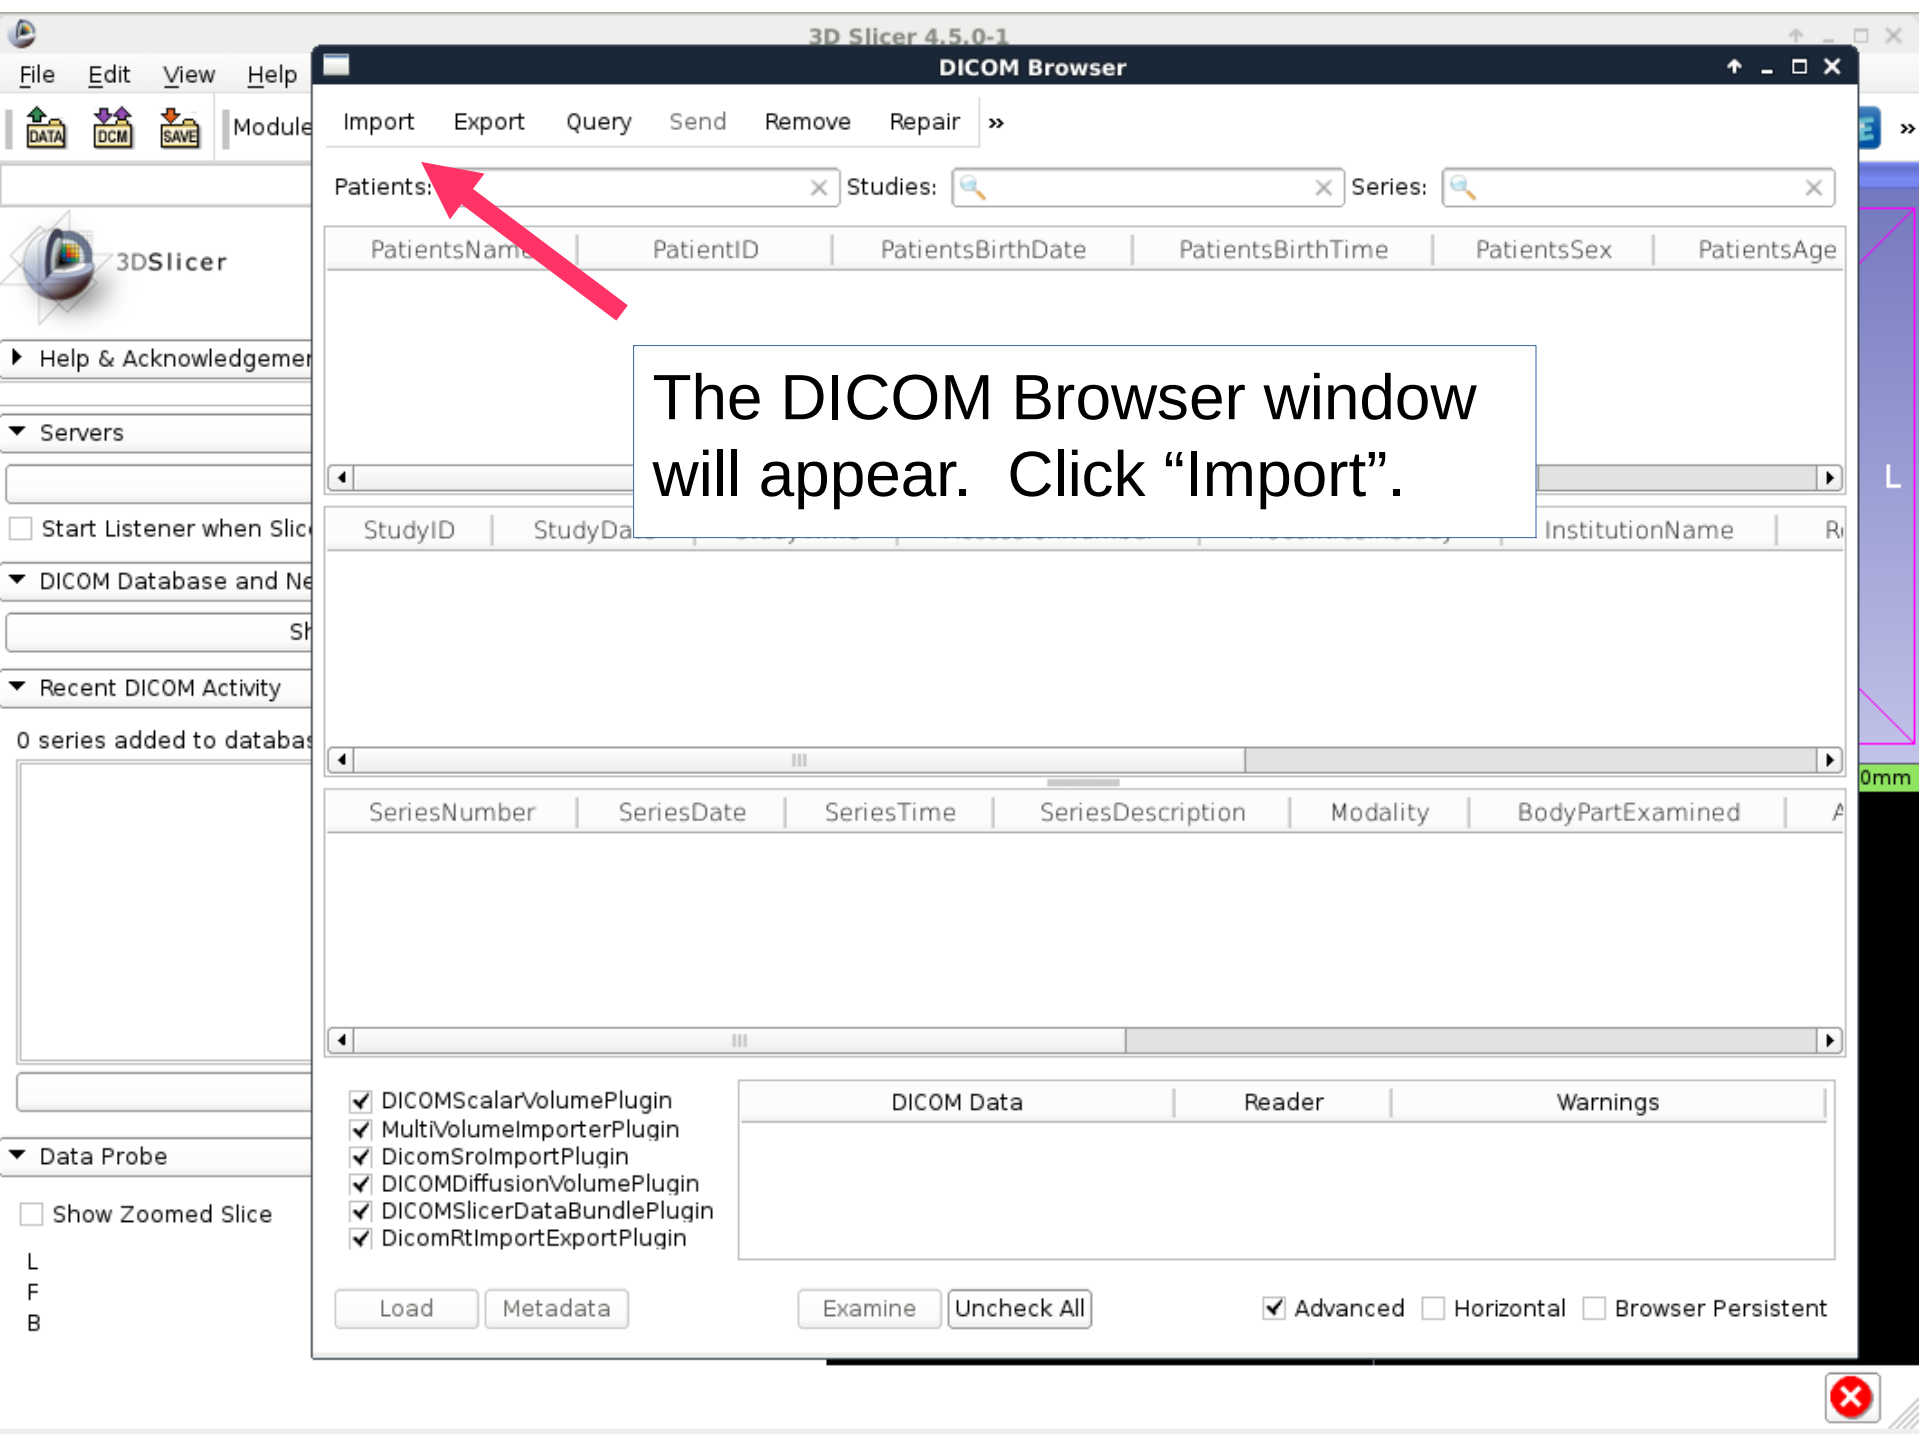 3D Slicer 4.5.0-1
File Edit View Help
DICOM Browser
DATA DCM SAVE Module
Import Export Query Send Remove Repair »
E »
Patients: Studies: Series:
3DSlicer
PatientsName PatientID PatientsBirthDate PatientsBirthTime PatientsSex PatientsAge
Help & Acknowledgemer
The DICOM Browser window
will appear. Click “Import”.
Servers
L
Start Listener when Slic
StudyID StudyDa InstitutionName
DICOM Database and Ne
Sh
Recent DICOM Activity
0 series added to databas
0mm
SeriesNumber SeriesDate SeriesTime SeriesDescription Modality BodyPartExamined A
DICOMScalarVolumePlugin
MultiVolumeImporterPlugin
DicomSroImportPlugin
DICOMDiffusionVolumePlugin
DICOMSlicerDataBundlePlugin
DicomRtImportExportPlugin
DICOM Data Reader Warnings
Data Probe
Show Zoomed Slice
L
F
B
Load Metadata Examine Uncheck All Advanced Horizontal Browser Persistent